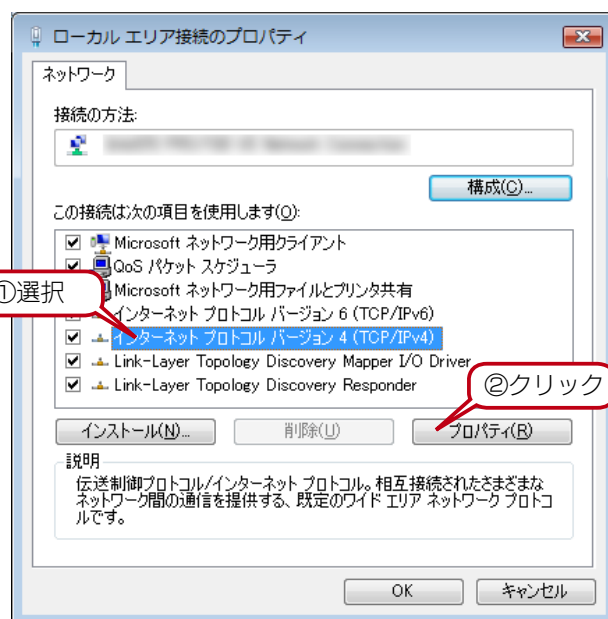 ローカル エリア接続のプロパティ
ネットワーク
接続の方法:
構成(C)...
この接続は次の項目を使用します(O):
Microsoft ネットワーク用クライアント
QoS パケット スケジューラ
Microsoft ネットワーク用ファイルとプリンタ共有
①選択
インターネット プロトコル バージョン 6 (TCP/IPv6)
インターネット プロトコル バージョン 4 (TCP/IPv4)
Link-Layer Topology Discovery Mapper I/O Driver
Link-Layer Topology Discovery Responder
②クリック
インストール(N)...
削除(U)
プロパティ(R)
説明
伝送制御プロトコル/インターネット プロトコル。相互接続されたさまざまな
ネットワーク間の通信を提供する、既定のワイド エリア ネットワーク プロトコ
ルです。
OK
キャンセル